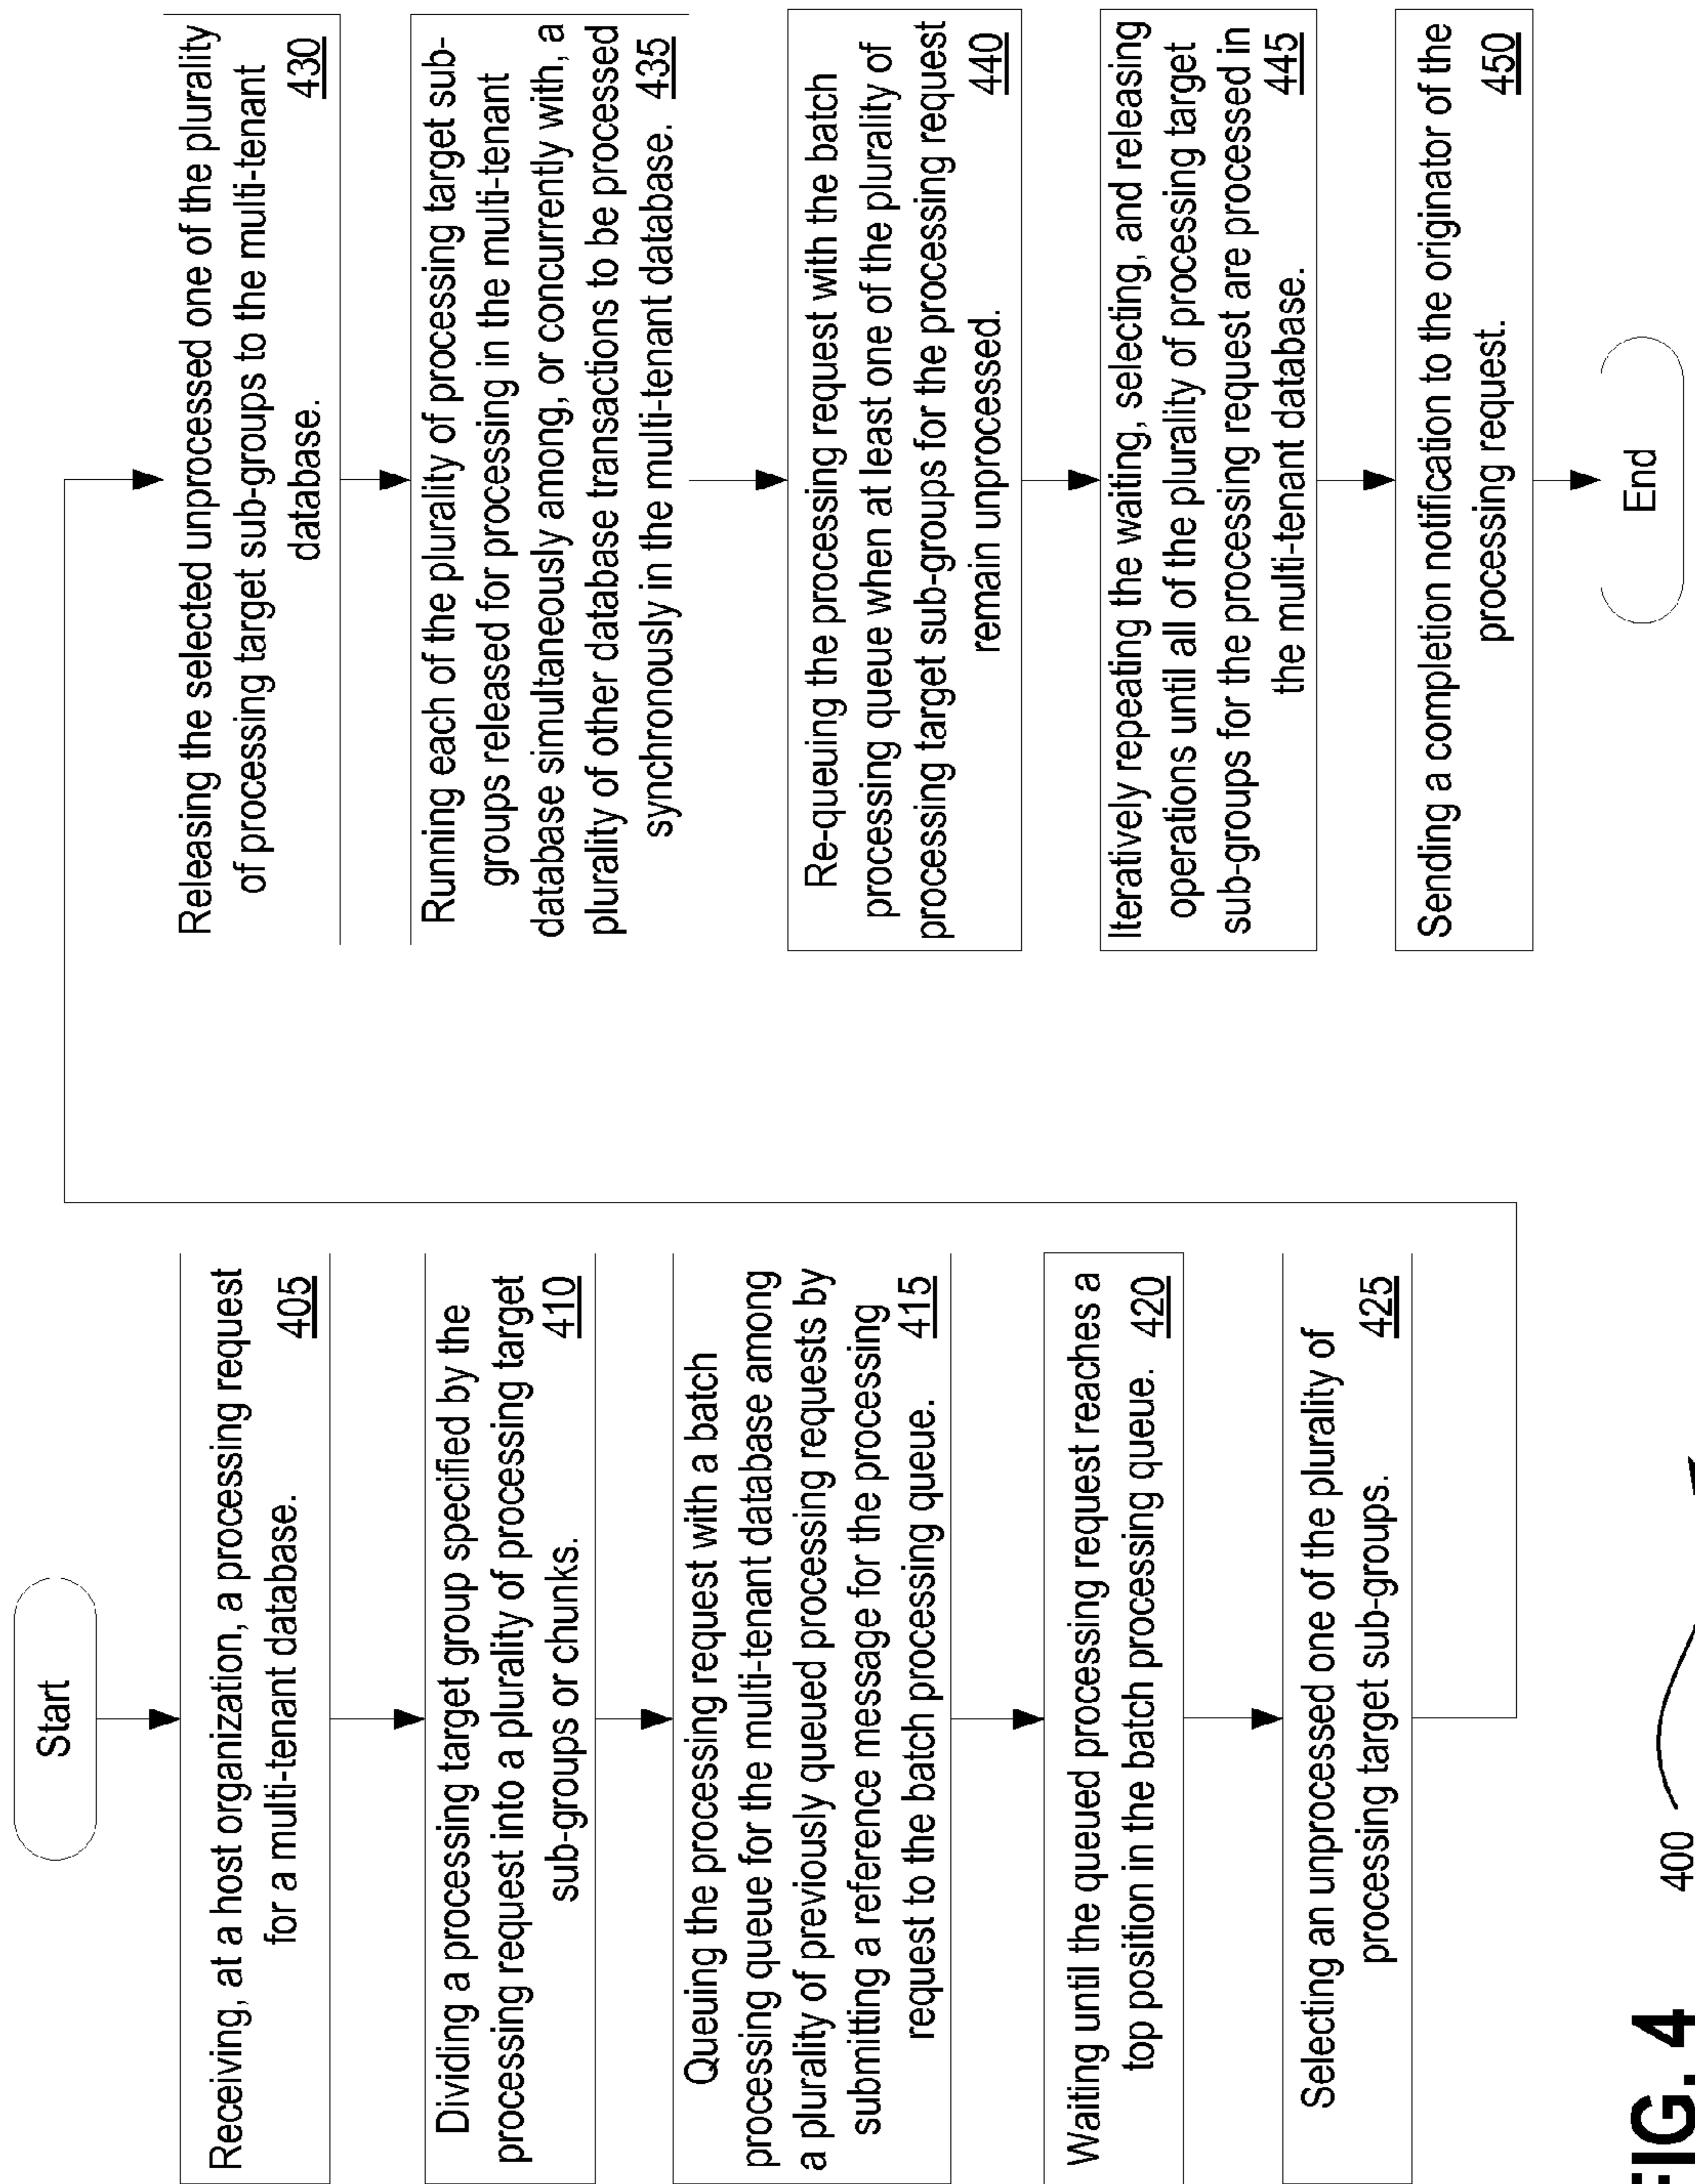 Start
Receiving, at a host organization, a processing request
for a multi-tenant database. 405
Dividing a processing target group specified by the
processing request into a plurality of processing target
sub-groups or chunks. 410
Queuing the processing request with a batch
processing queue for the multi-tenant database among
a plurality of previously queued processing requests by
submitting a reference message for the processing
request to the batch processing queue. 415
Waiting until the queued processing request reaches a
top position in the batch process queue. 420
Selecting an unprocessed one of the plurality of
processing target sub-groups. 425
Releasing the selected unprocessed one of the plurality
of processing target sub-groups to the multi-tenant
database. 430
Running each of the plurality of processing target sub-
groups released for processing in the multi-tenant
database simultaneously among, or concurrently with, a
plurality of other database transactions to be processed
synchronously in the multi-tenant database. 435
Re-queuing the processing request with the batch
processing queue when at least one of the plurality of
processing target sub-groups for the processing request
remain unprocessed. 440
Iteratively repeating the waiting, selecting, and releasing
operations until all of the plurality of processing target
sub-groups for the processing request are processed in
the multi-tenant database. 445
Sending a completion notification to the originator of the
processing request. 450
End
FIG. 4 400